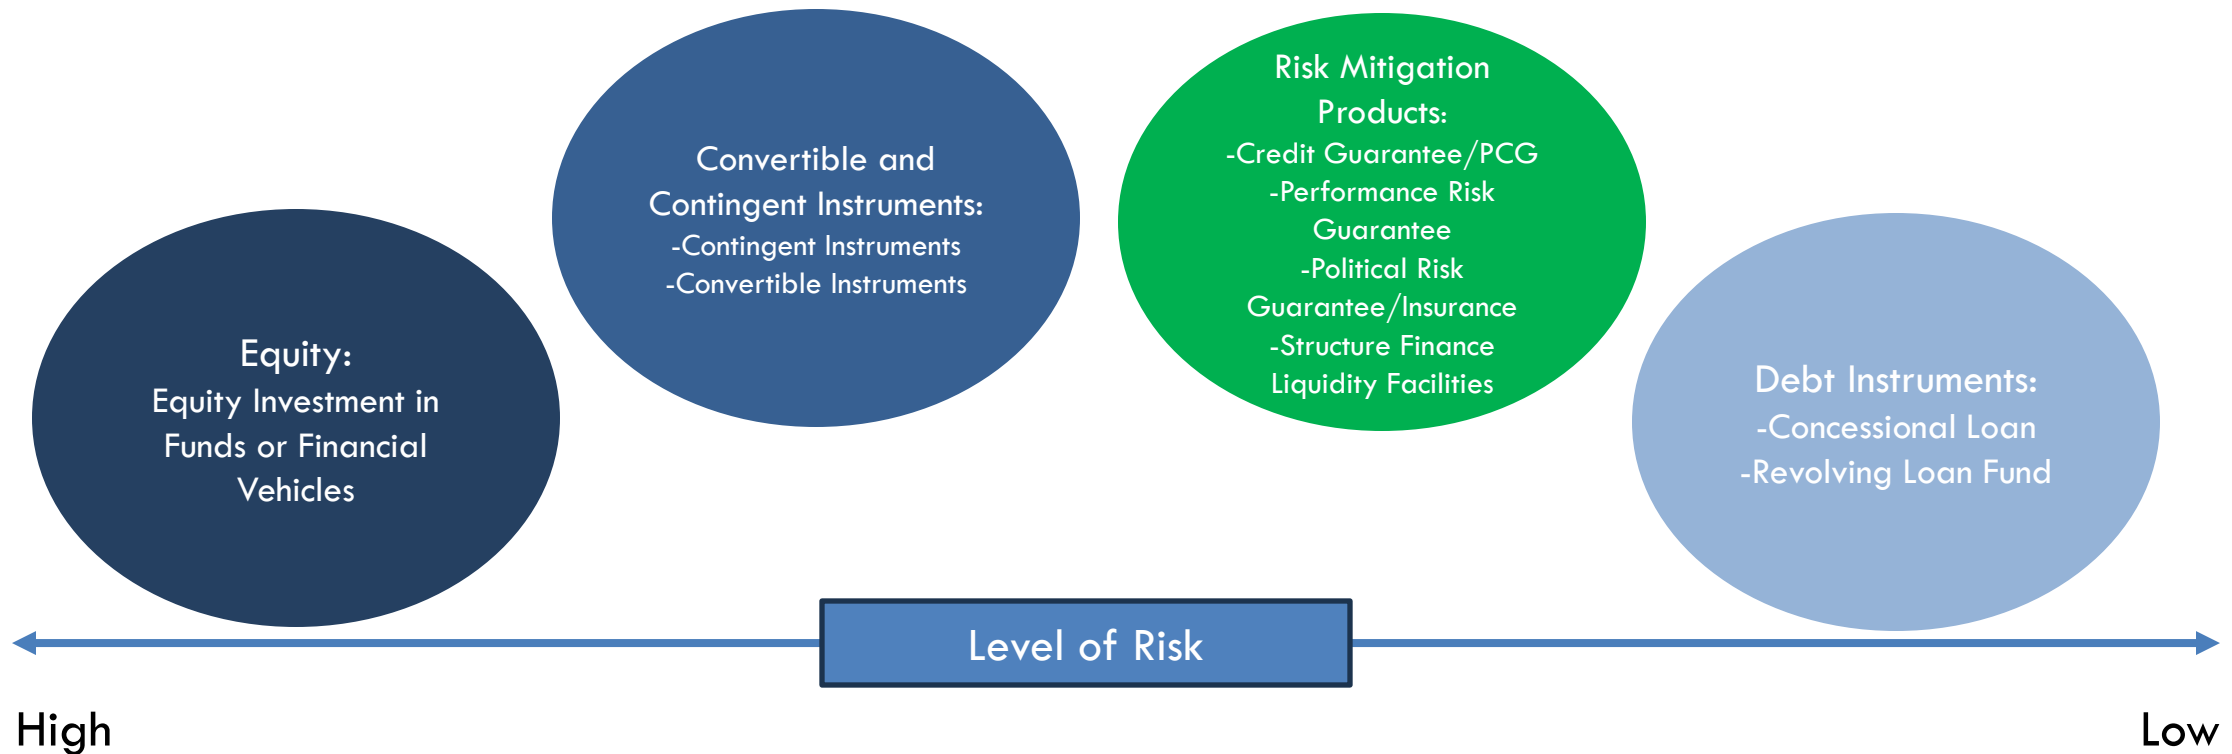 Equity:
Equity Investment in
Funds or Financial
Vehicles
Convertible and
Contingent Instruments:
-Contingent Instruments
-Convertible Instruments
Risk Mitigation
Products:
-Credit Guarantee/PCG
-Performance Risk
Guarantee
-Political Risk
Guarantee/Insurance
-Structure Finance
Liquidity Facilities
Debt Instruments:
-Concessional Loan
-Revolving Loan Fund
Level of Risk
High
Low